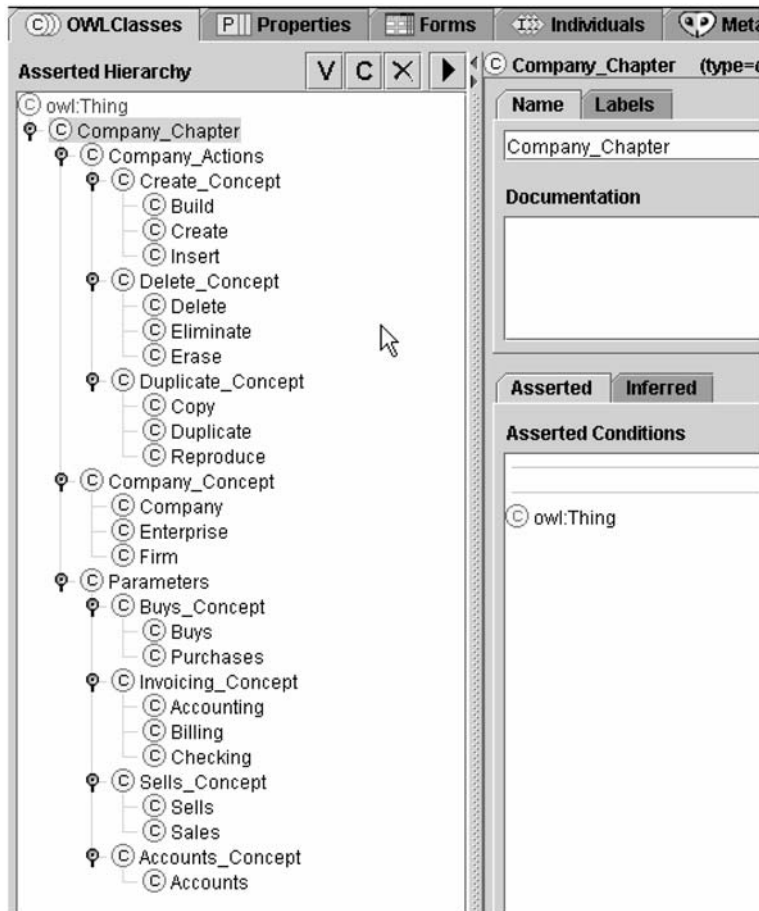 OWLClasses Properties Forms Individuals
Asserted Hierarchy V C X
owl:Thing
Company_Chapter
Company_Actions
Create_Concept
Build
Create
Insert
Delete_Concept
Delete
Eliminate
Erase
Duplicate_Concept
Copy
Duplicate
Reproduce
Company_Concept
Company
Enterprise
Firm
Parameters
Buys_Concept
Buys
Purchases
Invoicing_Concept
Accounting
Billing
Checking
Sells_Concept
Sells
Sales
Accounts_Concept
Accounts
Company_Chapter (type=
Name Labels
Company_Chapter
Documentation
Asserted Inferred
Asserted Conditions
owl:Thing